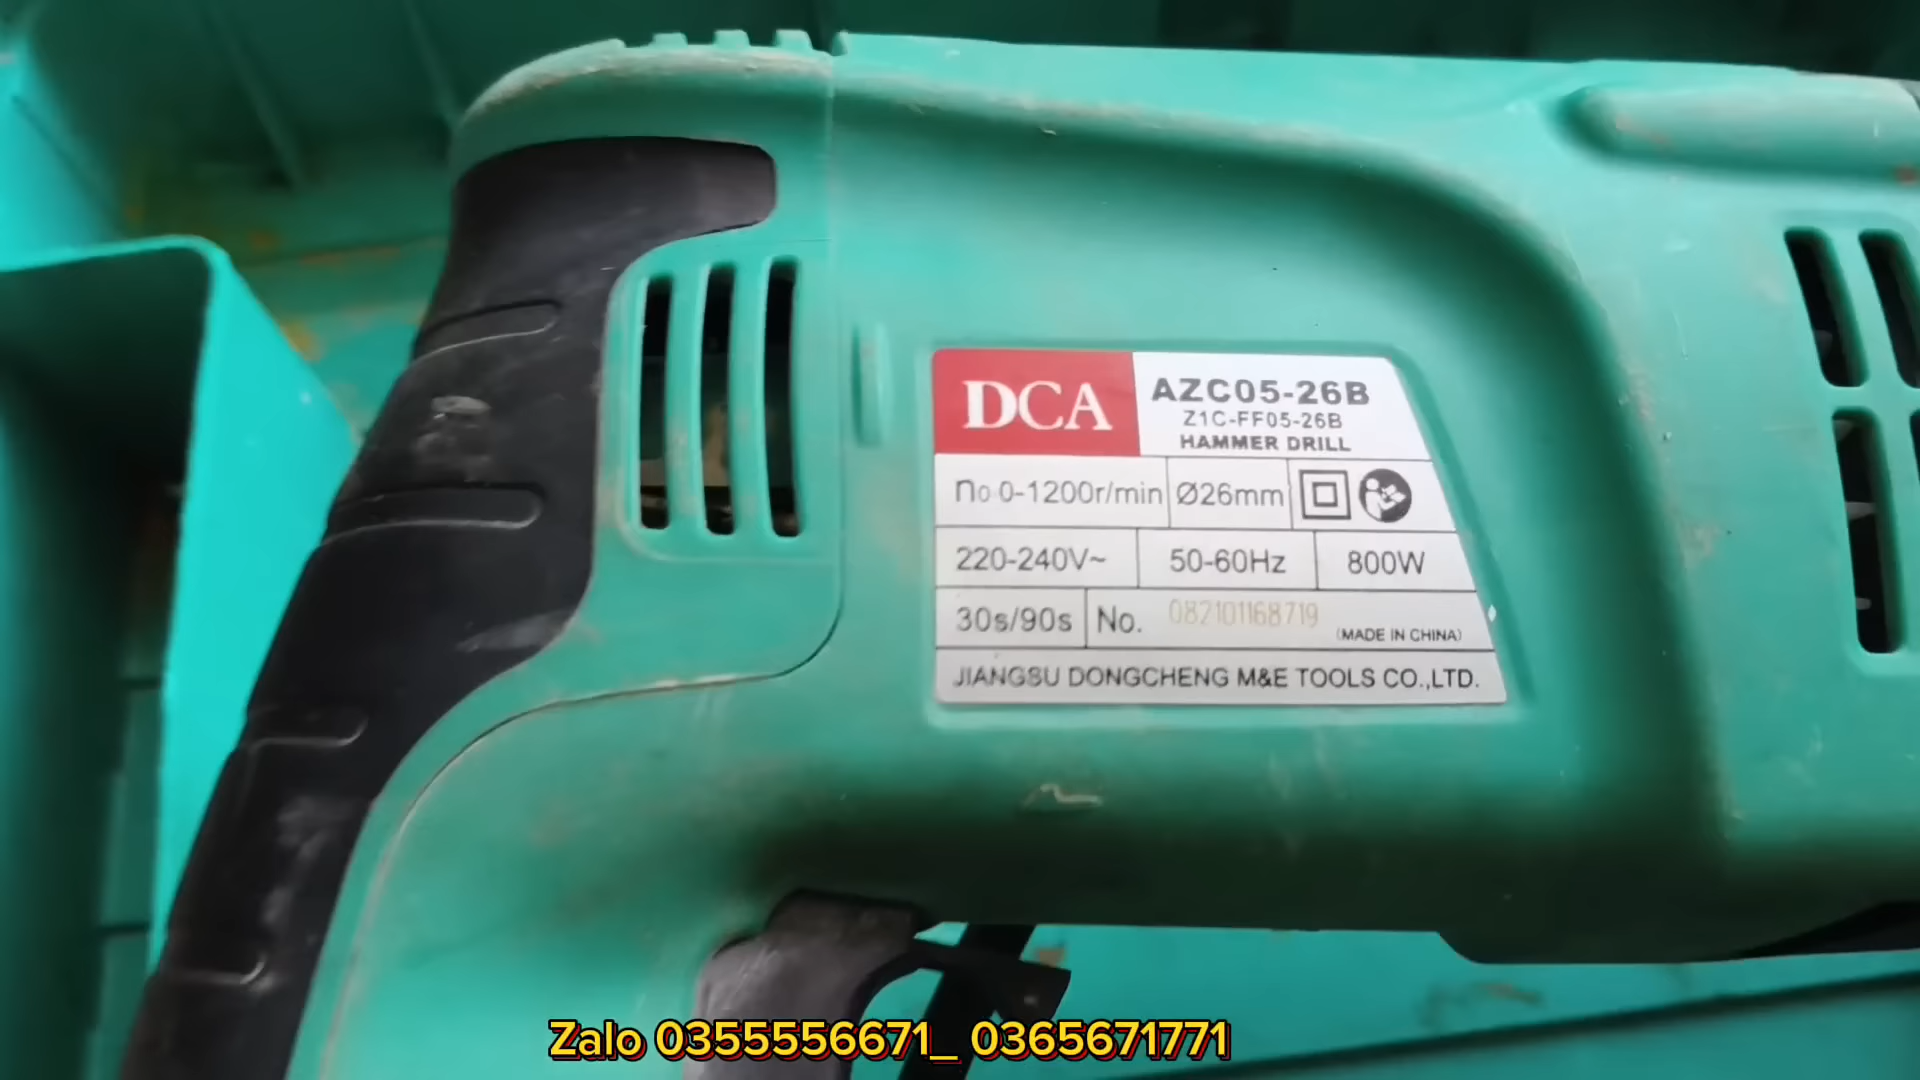 DCA
AZC05-26B
Z1C-FF05-26B
HAMMER DRILL
n₀ 0-1200r/min Ø26mm
220-240V~ 50-60Hz 800W
30s/90s No. 082101168719
(MADE IN CHINA)
JIANGSU DONGCHENG M&E TOOLS CO.,LTD.
Zalo 0355556671_ 0365671771